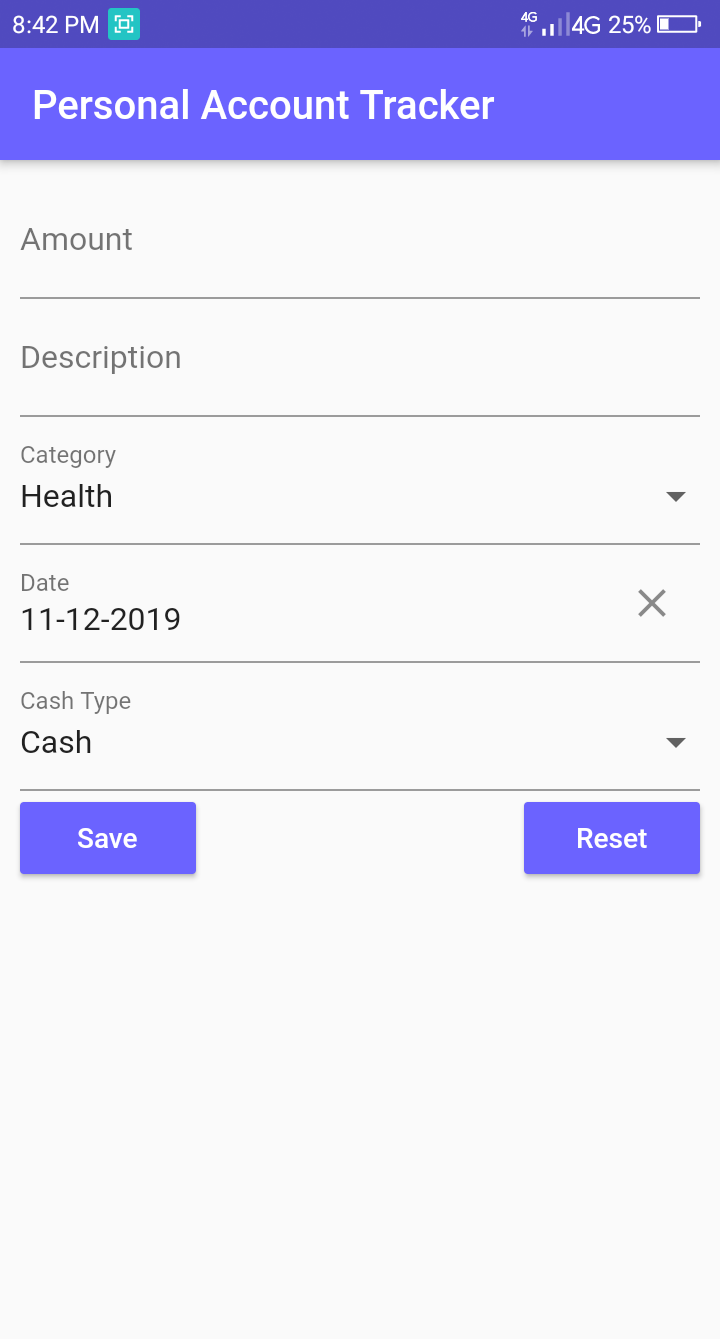 8:42 PM 4G 4G 25%
Personal Account Tracker
Amount
Description
Category
Health
Date
11-12-2019
Cash Type
Cash
Save Reset